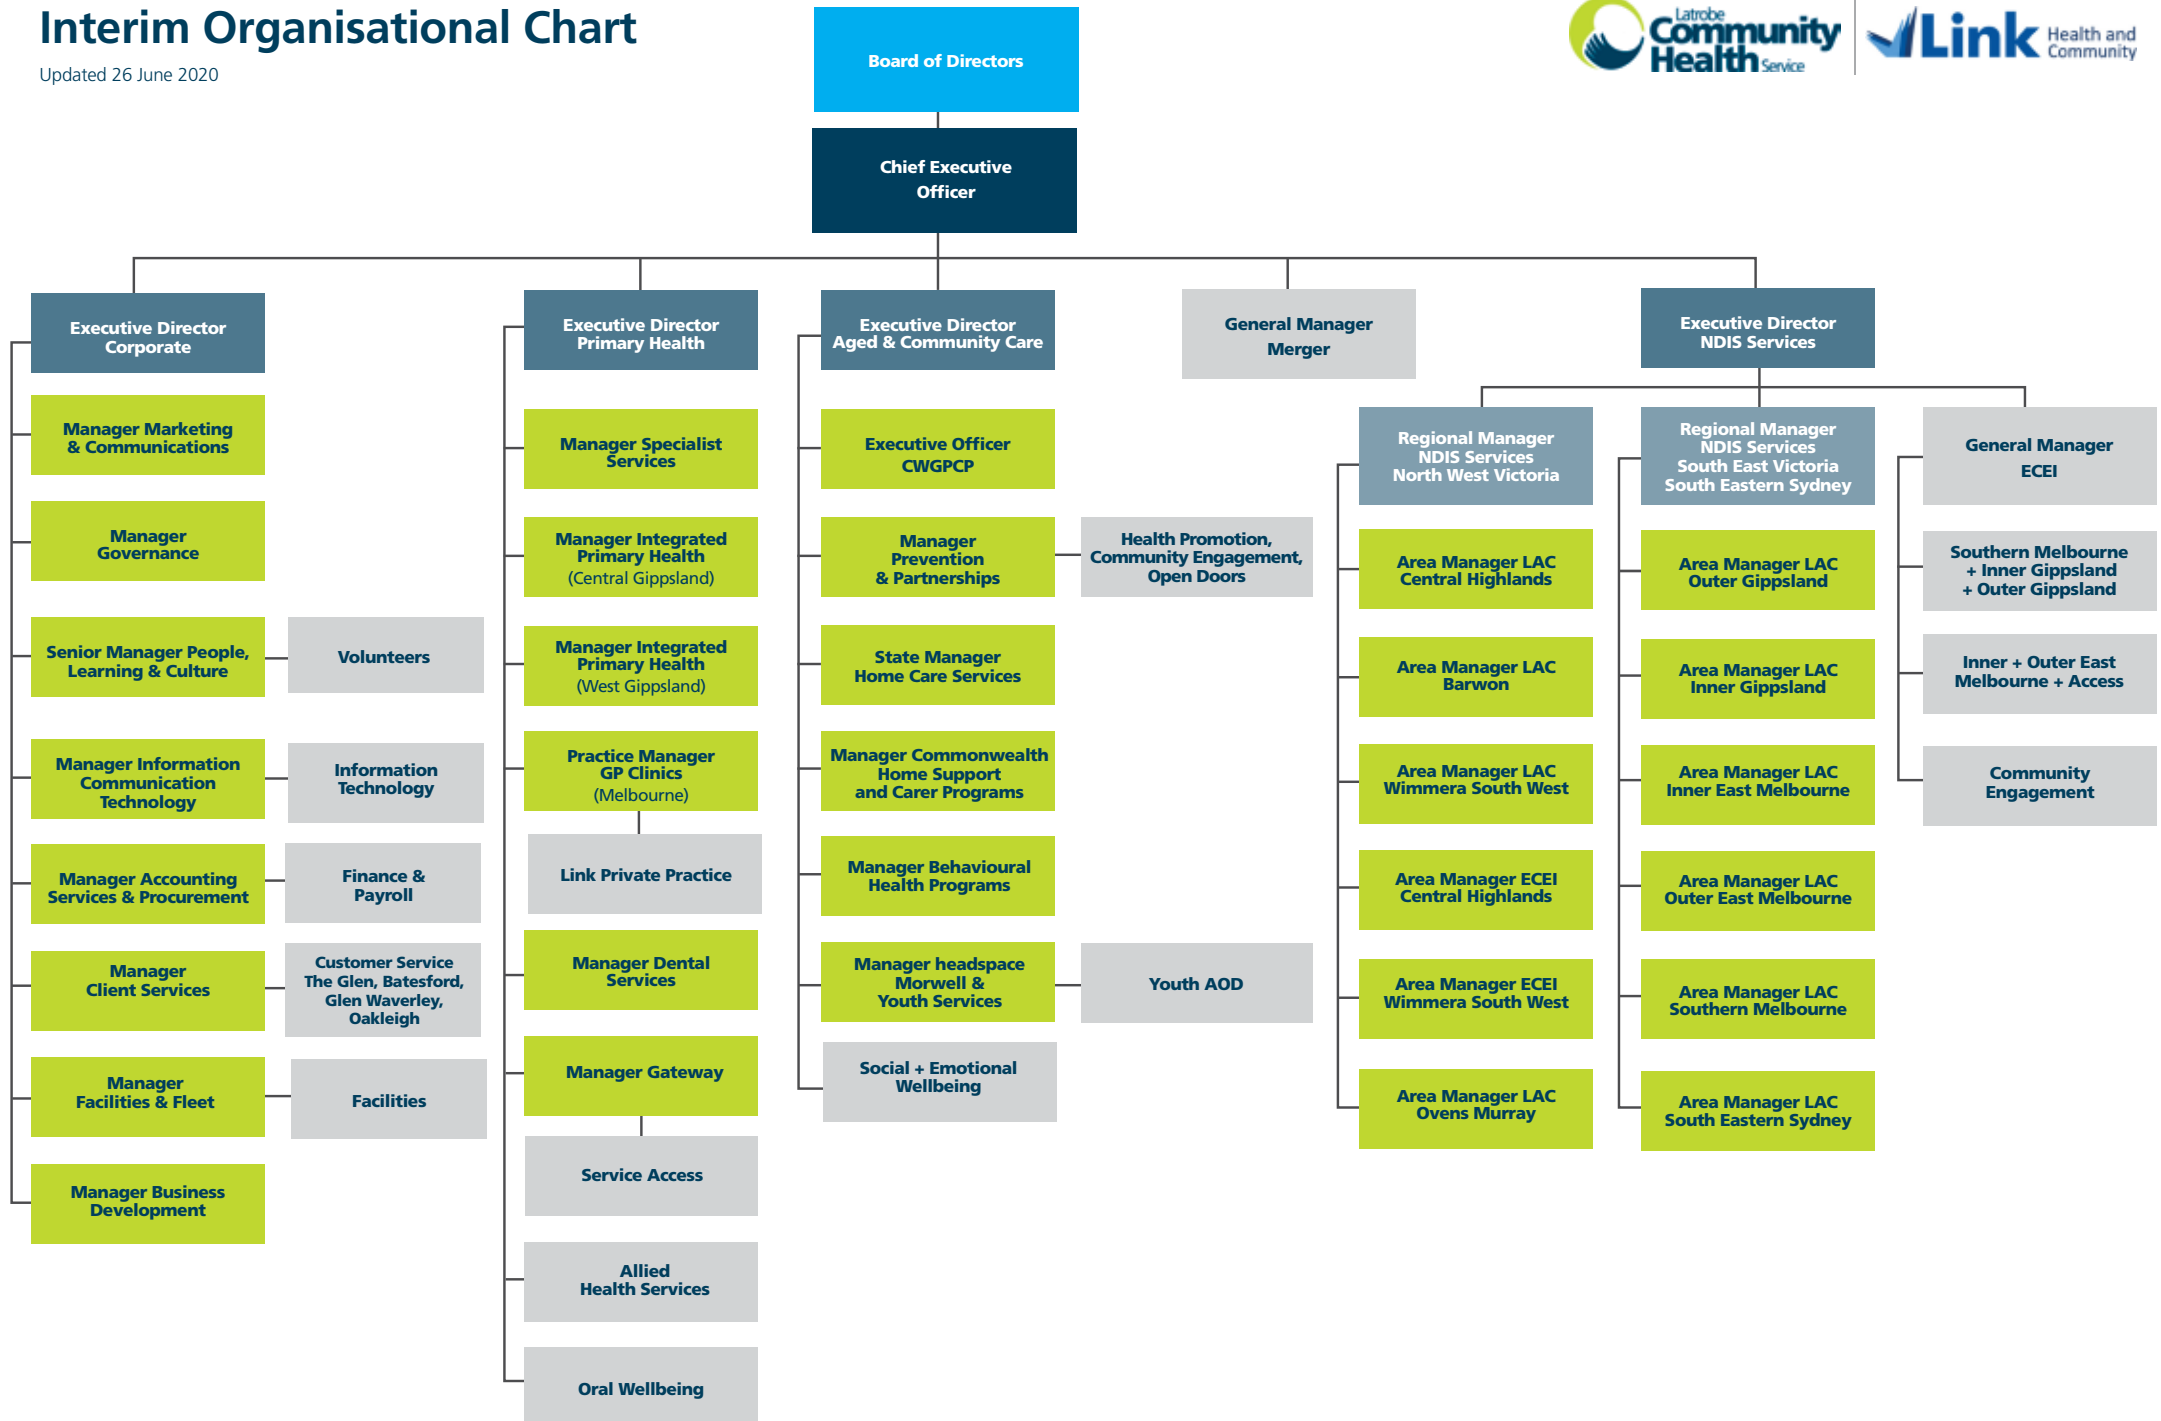 Interim Organisational Chart
Updated 26 June 2020
Latrobe
Community
Health Service
Link Health and
Community
Board of Directors
Chief Executive
Officer
Executive Director
Corporate
Manager Marketing
& Communications
Manager
Governance
Senior Manager People,
Learning & Culture
Volunteers
Manager Information
Communication
Technology
Information
Technology
Manager Accounting
Services & Procurement
Finance &
Payroll
Manager
Client Services
Customer Service
The Glen, Batesford,
Glen Waverley,
Oakleigh
Manager
Facilities & Fleet
Facilities
Manager Business
Development
Executive Director
Primary Health
Manager Specialist
Services
Manager Integrated
Primary Health
(Central Gippsland)
Manager Integrated
Primary Health
(West Gippsland)
Practice Manager
GP Clinics
(Melbourne)
Link Private Practice
Manager Dental
Services
Manager Gateway
Service Access
Allied
Health Services
Oral Wellbeing
Executive Director
Aged & Community Care
Executive Officer
CWGPCP
Manager
Prevention
& Partnerships
Health Promotion,
Community Engagement,
Open Doors
State Manager
Home Care Services
Manager Commonwealth
Home Support
and Carer Programs
Manager Behavioural
Health Programs
Manager headspace
Morwell &
Youth Services
Youth AOD
Social + Emotional
Wellbeing
General Manager
Merger
Executive Director
NDIS Services
Regional Manager
NDIS Services
North West Victoria
Area Manager LAC
Central Highlands
Area Manager LAC
Barwon
Area Manager LAC
Wimmera South West
Area Manager ECEI
Central Highlands
Area Manager ECEI
Wimmera South West
Area Manager LAC
Ovens Murray
Regional Manager
NDIS Services
South East Victoria
South Eastern Sydney
Area Manager LAC
Outer Gippsland
Area Manager LAC
Inner Gippsland
Area Manager LAC
Inner East Melbourne
Area Manager LAC
Outer East Melbourne
Area Manager LAC
Southern Melbourne
Area Manager LAC
South Eastern Sydney
General Manager
ECEI
Southern Melbourne
+ Inner Gippsland
+ Outer Gippsland
Inner + Outer East
Melbourne + Access
Community
Engagement